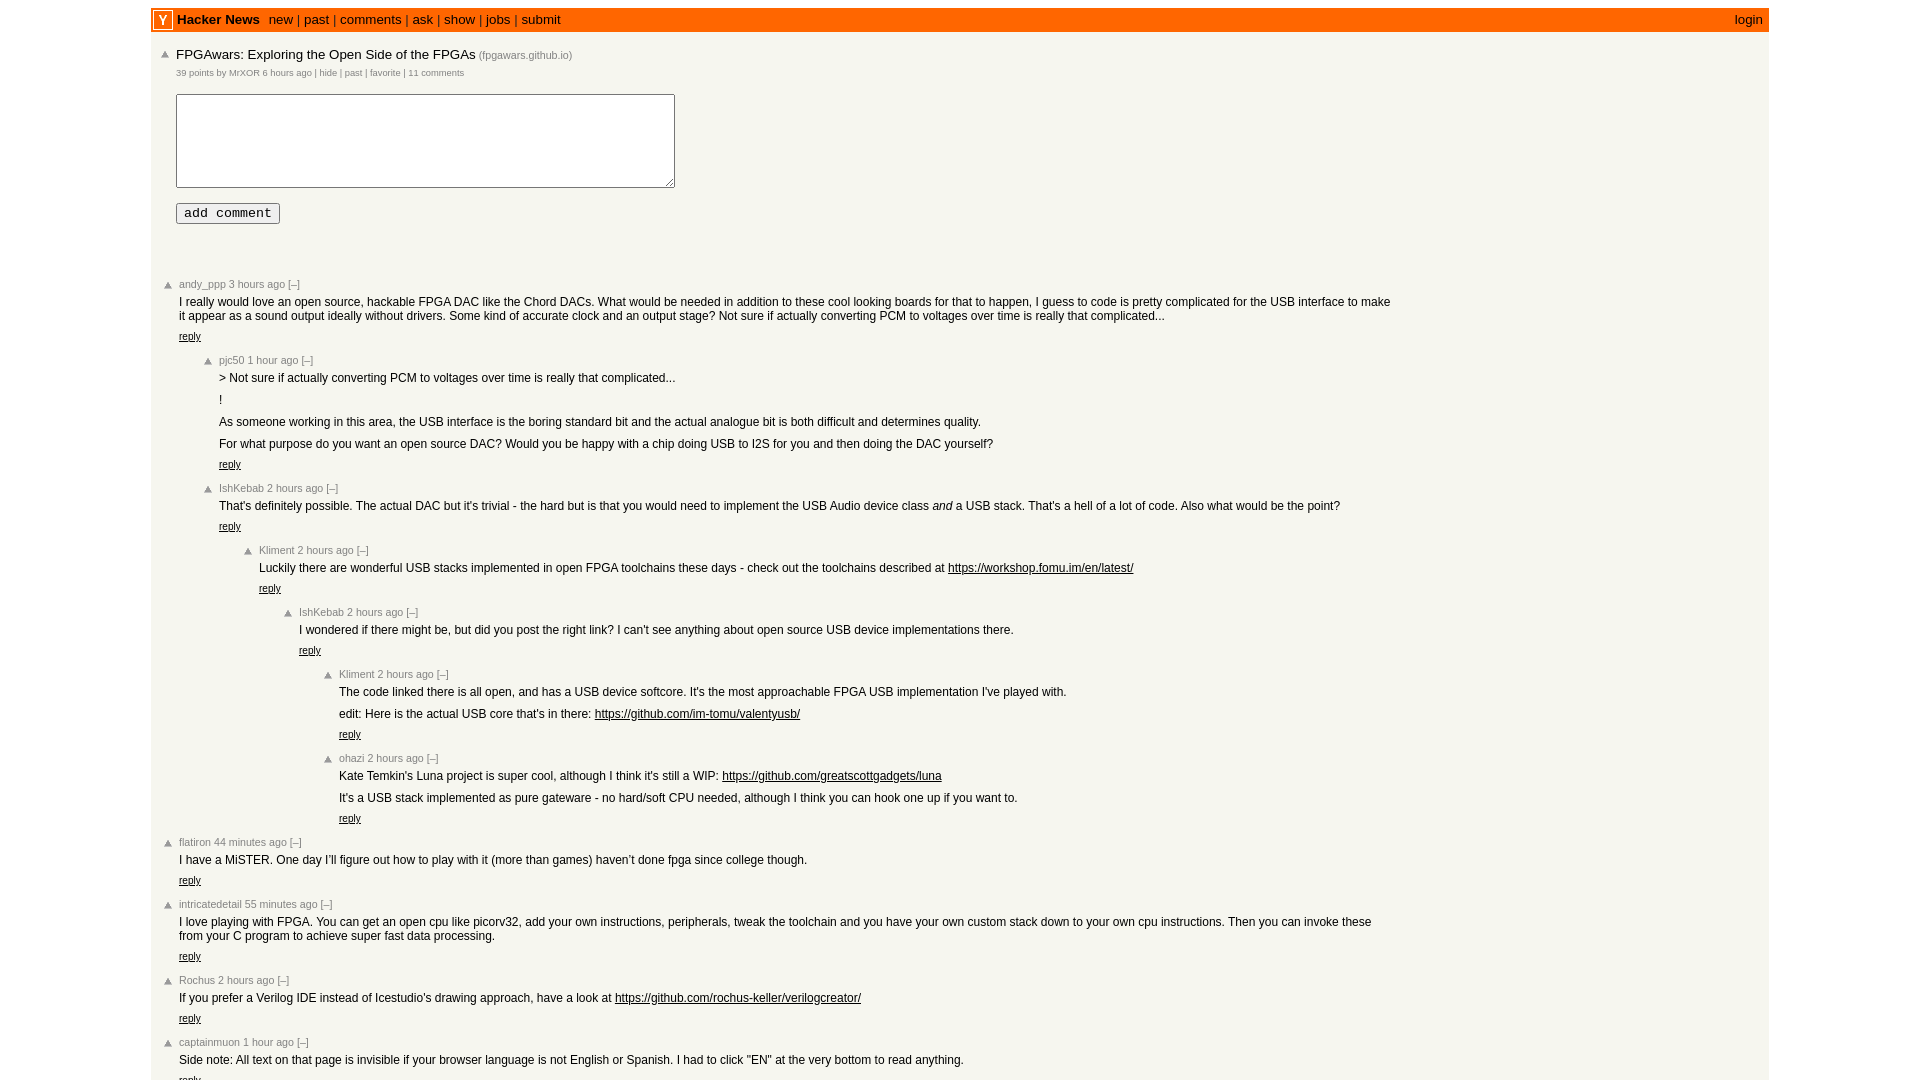 Y Hacker News new | past | comments | ask | show | jobs | submit login
FPGAwars: Exploring the Open Side of the FPGAs (fpgawars.github.io)
39 points by MrXOR 6 hours ago | hide | past | favorite | 11 comments
add comment
andy_ppp 3 hours ago [–]
I really would love an open source, hackable FPGA DAC like the Chord DACs. What would be needed in addition to these cool looking boards for that to happen, I guess to code is pretty complicated for the USB interface to make
it appear as a sound output ideally without drivers. Some kind of accurate clock and an output stage? Not sure if actually converting PCM to voltages over time is really that complicated...
reply
pjc50 1 hour ago [–]
> Not sure if actually converting PCM to voltages over time is really that complicated...
!
As someone working in this area, the USB interface is the boring standard bit and the actual analogue bit is both difficult and determines quality.
For what purpose do you want an open source DAC? Would you be happy with a chip doing USB to I2S for you and then doing the DAC yourself?
reply
IshKebab 2 hours ago [–]
That's definitely possible. The actual DAC but it's trivial - the hard but is that you would need to implement the USB Audio device class and a USB stack. That's a hell of a lot of code. Also what would be the point?
reply
Kliment 2 hours ago [–]
Luckily there are wonderful USB stacks implemented in open FPGA toolchains these days - check out the toolchains described at https://workshop.fomu.im/en/latest/
reply
IshKebab 2 hours ago [–]
I wondered if there might be, but did you post the right link? I can't see anything about open source USB device implementations there.
reply
Kliment 2 hours ago [–]
The code linked there is all open, and has a USB device softcore. It's the most approachable FPGA USB implementation I've played with.
edit: Here is the actual USB core that's in there: https://github.com/im-tomu/valentyusb/
reply
ohazi 2 hours ago [–]
Kate Temkin's Luna project is super cool, although I think it's still a WIP: https://github.com/greatscottgadgets/luna
It's a USB stack implemented as pure gateware - no hard/soft CPU needed, although I think you can hook one up if you want to.
reply
flatiron 44 minutes ago [–]
I have a MiSTER. One day I’ll figure out how to play with it (more than games) haven’t done fpga since college though.
reply
intricatedetail 55 minutes ago [–]
I love playing with FPGA. You can get an open cpu like picorv32, add your own instructions, peripherals, tweak the toolchain and you have your own custom stack down to your own cpu instructions. Then you can invoke these
from your C program to achieve super fast data processing.
reply
Rochus 2 hours ago [–]
If you prefer a Verilog IDE instead of Icestudio's drawing approach, have a look at https://github.com/rochus-keller/verilogcreator/
reply
captainmuon 1 hour ago [–]
Side note: All text on that page is invisible if your browser language is not English or Spanish. I had to click "EN" at the very bottom to read anything.
reply